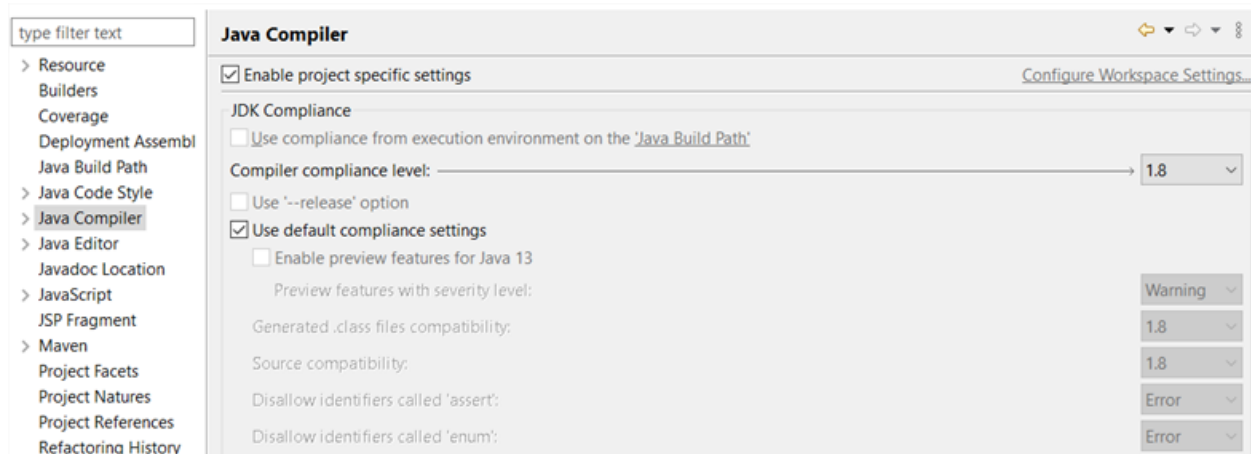 type filter text
Resource
Builders
Coverage
Deployment Assembl
Java Build Path
Java Code Style
Java Compiler
Java Editor
Javadoc Location
JavaScript
JSP Fragment
Maven
Project Facets
Project Natures
Project References
Refactoring History
Java Compiler
Enable project specific settings Configure Workspace Settings...
JDK Compliance
Use compliance from execution environment on the 'Java Build Path'
Compiler compliance level: 1.8
Use '--release' option
Use default compliance settings
Enable preview features for Java 13
Preview features with severity level: Warning
Generated .class files compatibility: 1.8
Source compatibility: 1.8
Disallow identifiers called 'assert': Error
Disallow identifiers called 'enum': Error